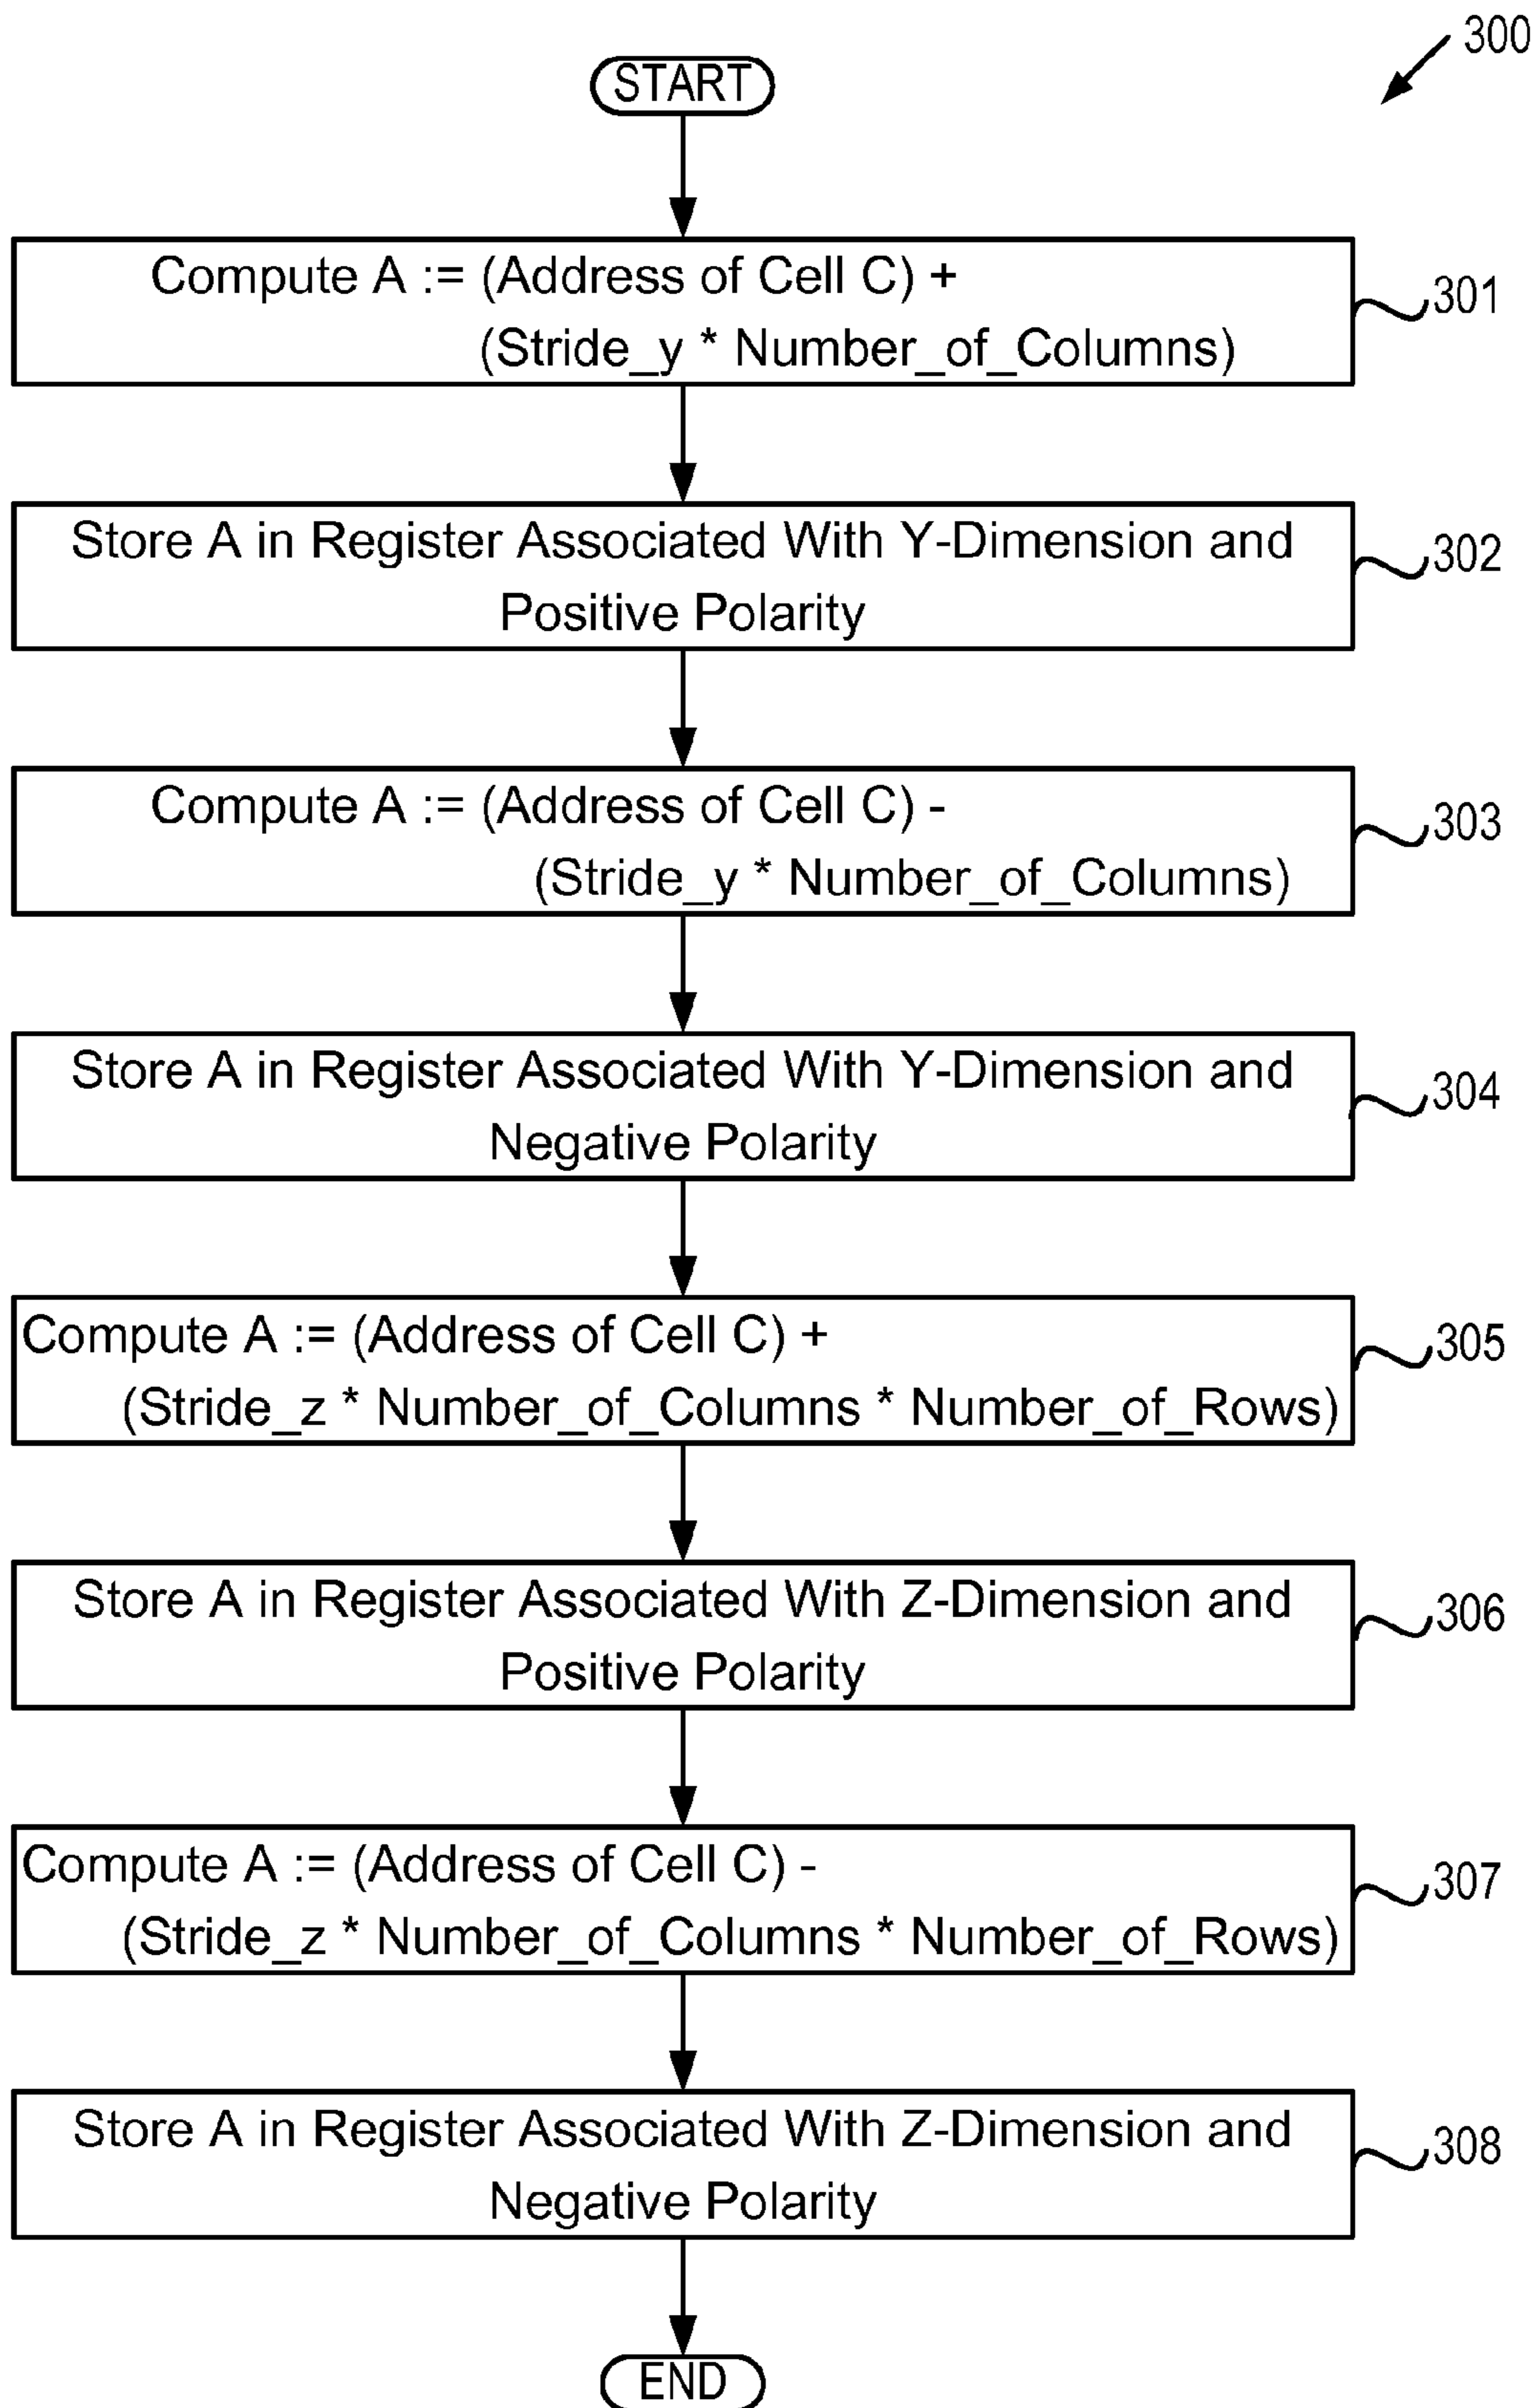 300
START
Compute A := (Address of Cell C) +
(Stride_y * Number_of_Columns)
301
Store A in Register Associated With Y-Dimension and
Positive Polarity
302
Compute A := (Address of Cell C) -
(Stride_y * Number_of_Columns)
303
Store A in Register Associated With Y-Dimension and
Negative Polarity
304
Compute A := (Address of Cell C) +
(Stride_z * Number_of_Columns * Number_of_Rows)
305
Store A in Register Associated With Z-Dimension and
Positive Polarity
306
Compute A := (Address of Cell C) -
(Stride_z * Number_of_Columns * Number_of_Rows)
307
Store A in Register Associated With Z-Dimension and
Negative Polarity
308
END